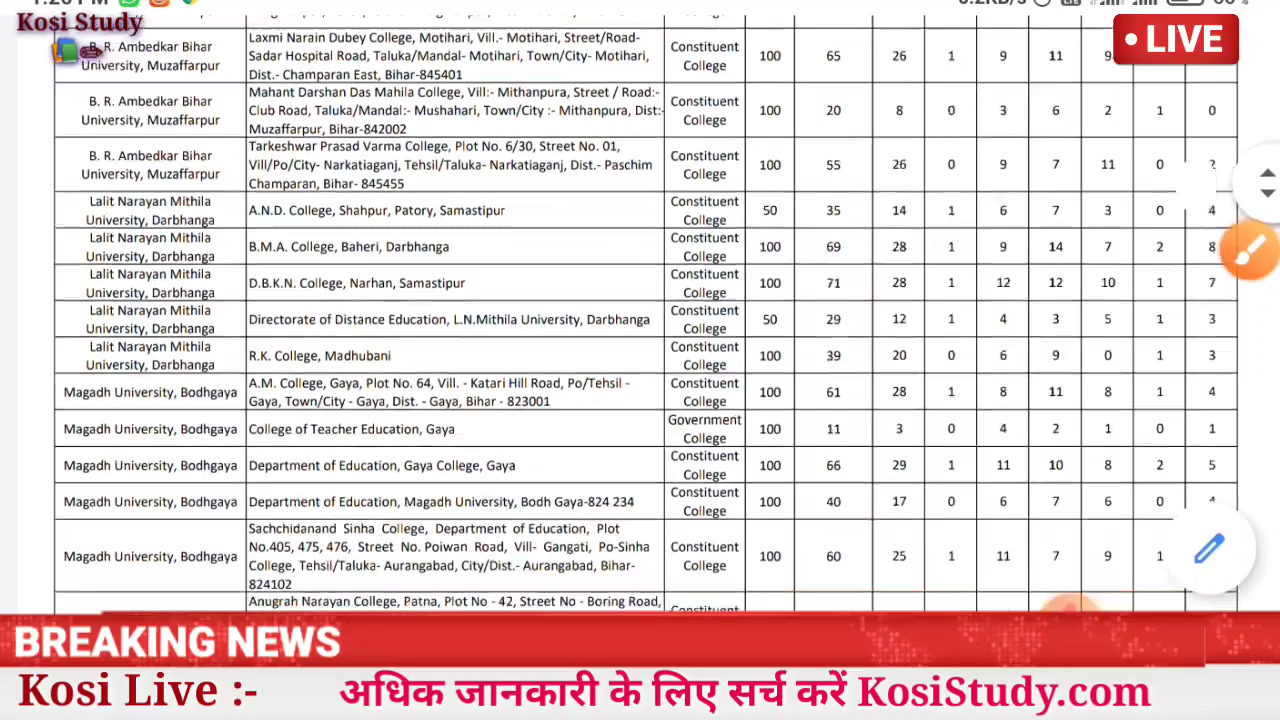 Kosi Study
LIVE
B. R. Ambedkar Bihar University, Muzaffarpur
Laxmi Narain Dubey College, Motihari, Vill.- Motihari, Street/Road-
Sadar Hospital Road, Taluka/Mandal- Motihari, Town/City- Motihari,
Dist.- Champaran East, Bihar-845401
Constituent College 100 65 26 1 9 11 9
B. R. Ambedkar Bihar University, Muzaffarpur
Mahant Darshan Das Mahila College, Vill:- Mithanpura, Street / Road:-
Club Road, Taluka/Mandal:- Mushahari, Town/City :- Mithanpura, Dist:-
Muzaffarpur, Bihar-842002
Constituent College 100 20 8 0 3 6 2 1 0
B. R. Ambedkar Bihar University, Muzaffarpur
Tarkeshwar Prasad Varma College, Plot No. 6/30, Street No. 01,
Vill/Po/City- Narkatiaganj, Tehsil/Taluka- Narkatiaganj, Dist.- Paschim
Champaran, Bihar- 845455
Constituent College 100 55 26 0 9 7 11 0 2
Lalit Narayan Mithila University, Darbhanga A.N.D. College, Shahpur, Patory, Samastipur Constituent College 50 35 14 1 6 7 3 0 4
Lalit Narayan Mithila University, Darbhanga B.M.A. College, Baheri, Darbhanga Constituent College 100 69 28 1 9 14 7 2 8
Lalit Narayan Mithila University, Darbhanga D.B.K.N. College, Narhan, Samastipur Constituent College 100 71 28 1 12 12 10 1 7
Lalit Narayan Mithila University, Darbhanga Directorate of Distance Education, L.N.Mithila University, Darbhanga Constituent College 50 29 12 1 4 3 5 1 3
Lalit Narayan Mithila University, Darbhanga R.K. College, Madhubani Constituent College 100 39 20 0 6 9 0 1 3
Magadh University, Bodhgaya
A.M. College, Gaya, Plot No. 64, Vill. - Katari Hill Road, Po/Tehsil -
Gaya, Town/City - Gaya, Dist. - Gaya, Bihar - 823001
Constituent College 100 61 28 1 8 11 8 1 4
Magadh University, Bodhgaya College of Teacher Education, Gaya Government College 100 11 3 0 4 2 1 0 1
Magadh University, Bodhgaya Department of Education, Gaya College, Gaya Constituent College 100 66 29 1 11 10 8 2 5
Magadh University, Bodhgaya Department of Education, Magadh University, Bodh Gaya-824 234 Constituent College 100 40 17 0 6 7 6 0
Magadh University, Bodhgaya
Sachchidanand Sinha College, Department of Education, Plot
No.405, 475, 476, Street No. Poiwan Road, Vill- Gangati, Po-Sinha
College, Tehsil/Taluka- Aurangabad, City/Dist.- Aurangabad, Bihar-
824102
Constituent College 100 60 25 1 11 7 9 1
Anugrah Narayan College, Patna, Plot No - 42, Street No - Boring Road,
BREAKING NEWS
Kosi Live :- अधिक जानकारी के लिए सर्च करें KosiStudy.com